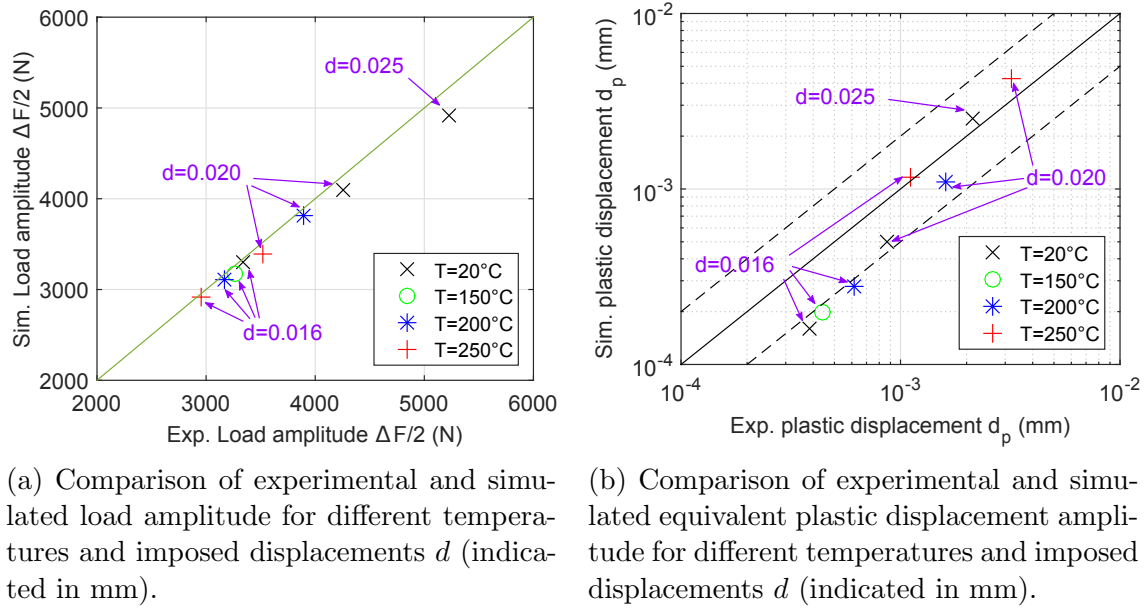 6000
5000
4000
3000
2000
2000
3000
4000
5000
6000
Sim. Load amplitude ΔF/2 (N)
Exp. Load amplitude ΔF/2 (N)
d=0.025
d=0.020
d=0.016
T=20°C
T=150°C
T=200°C
T=250°C
(a) Comparison of experimental and simu-
lated load amplitude for different tempera-
tures and imposed displacements d (indica-
ted in mm).
10^-2
10^-3
10^-4
10^-4
10^-3
10^-2
Sim. plastic displacement d_p (mm)
Exp. plastic displacement d_p (mm)
d=0.025
d=0.020
d=0.016
T=20°C
T=150°C
T=200°C
T=250°C
(b) Comparison of experimental and simu-
lated equivalent plastic displacement ampli-
tude for different temperatures and imposed
displacements d (indicated in mm).